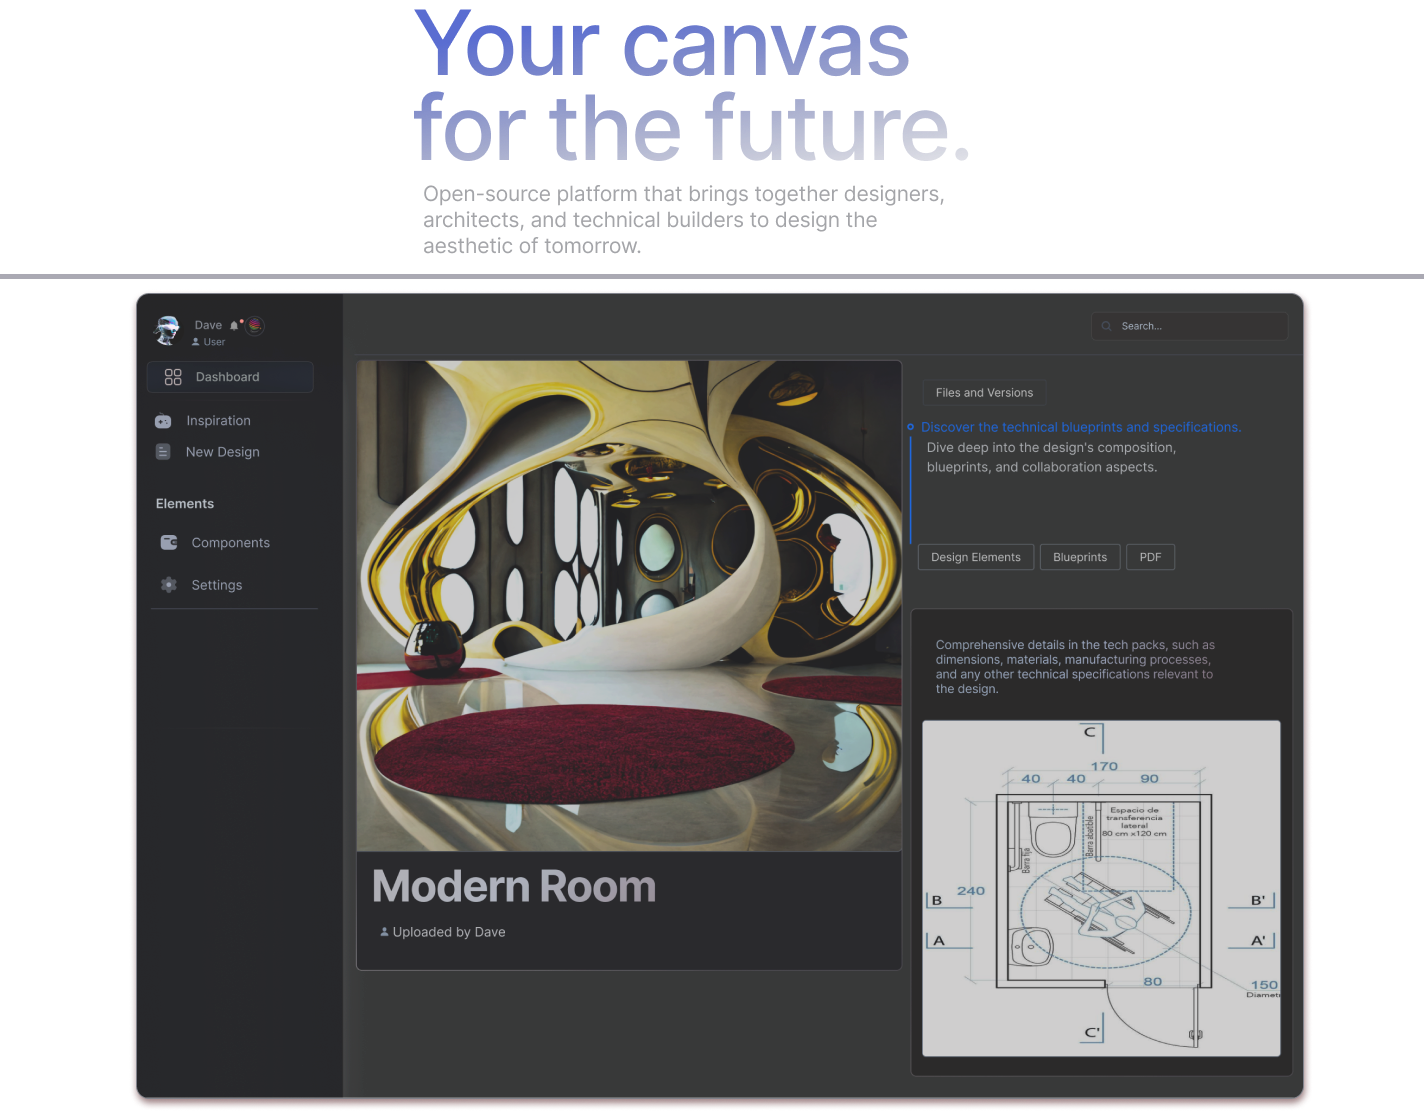 Your canvas
for the future.
Open-source platform that brings together designers,
architects, and technical builders to design the
aesthetic of tomorrow.
Dave
User
Search...
Dashboard
Inspiration
New Design
Elements
Components
Settings
Modern Room
Uploaded by Dave
Files and Versions
Discover the technical blueprints and specifications.
Dive deep into the design's composition,
blueprints, and collaboration aspects.
Design Elements
Blueprints
PDF
Comprehensive details in the tech packs, such as
dimensions, materials, manufacturing processes,
and any other technical specifications relevant to
the design.
C
170
40
40
90
Espacio de
transferencia
lateral
80 cm x120 cm
Barra abatible
Barra fija
240
B
B'
A
A'
80
150
Diametr
C'